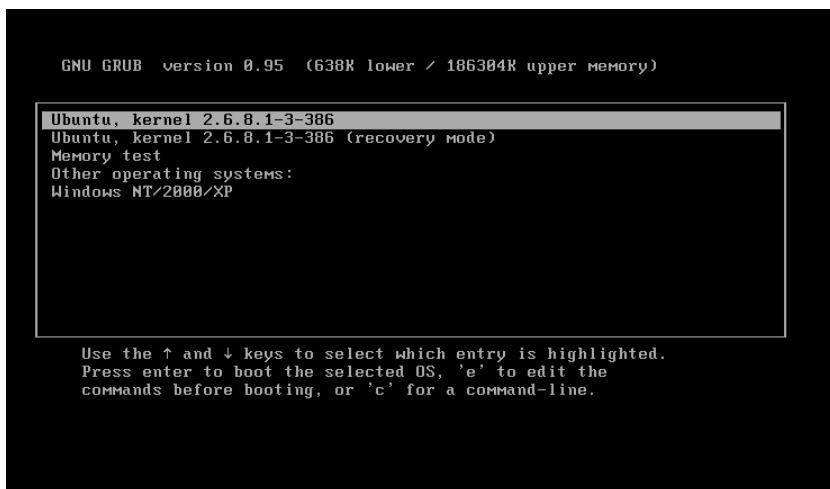 GNU GRUB  version 0.95  (638K lower / 186304K upper memory)
Ubuntu, kernel 2.6.8.1-3-386
Ubuntu, kernel 2.6.8.1-3-386 (recovery mode)
Memory test
Other operating systems:
Windows NT/2000/XP
Use the ↑ and ↓ keys to select which entry is highlighted.
Press enter to boot the selected OS, 'e' to edit the
commands before booting, or 'c' for a command-line.